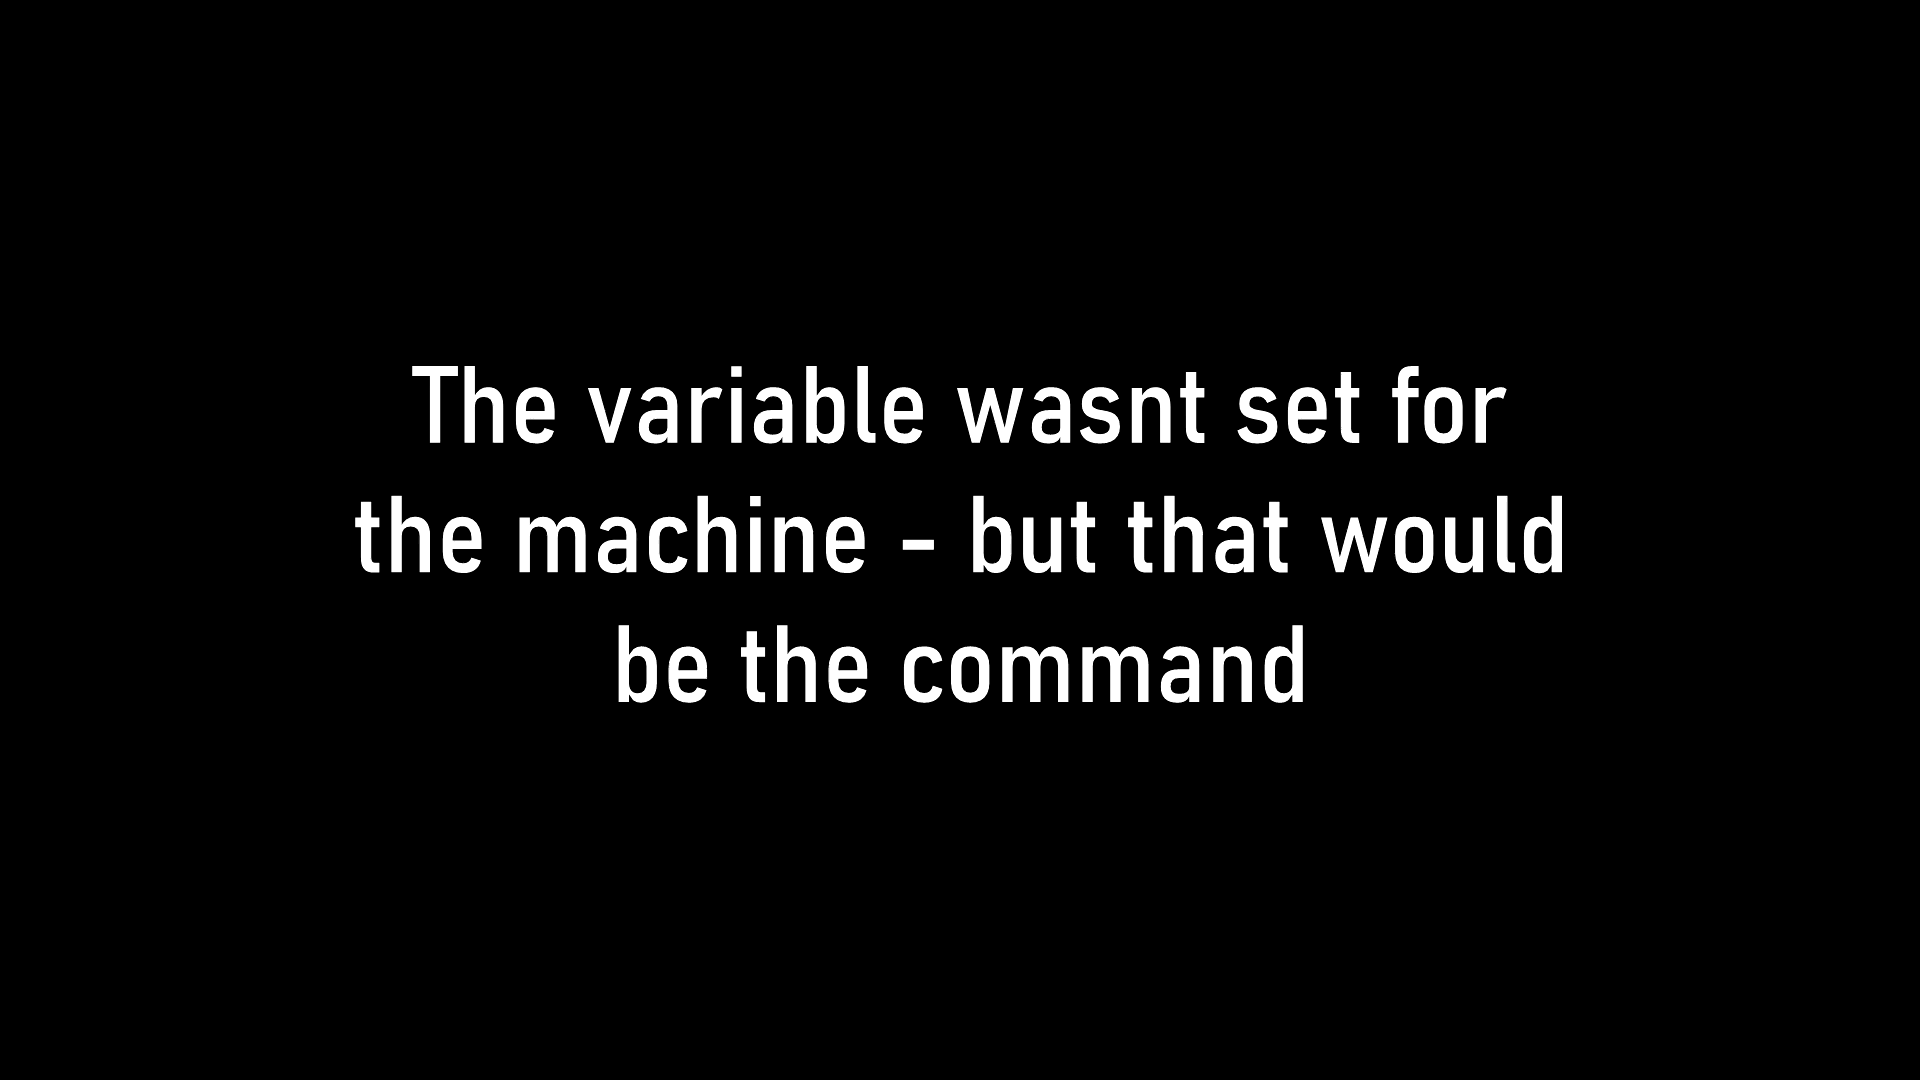 The variable wasnt set for
the machine - but that would
be the command